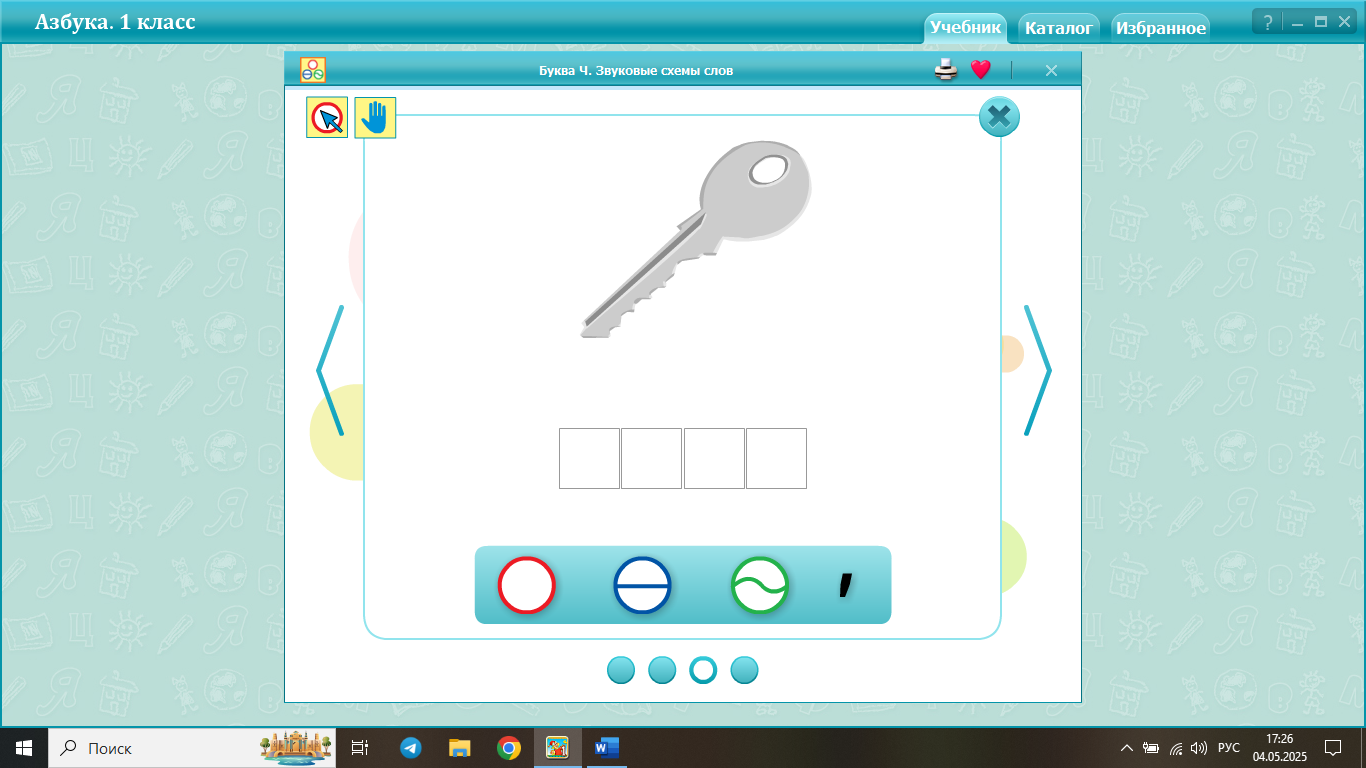 Азбука. 1 класс
Учебник Каталог Избранное
?
Буква Ч. Звуковые схемы слов
,
Поиск
W
РУС
17:26
04.05.2025